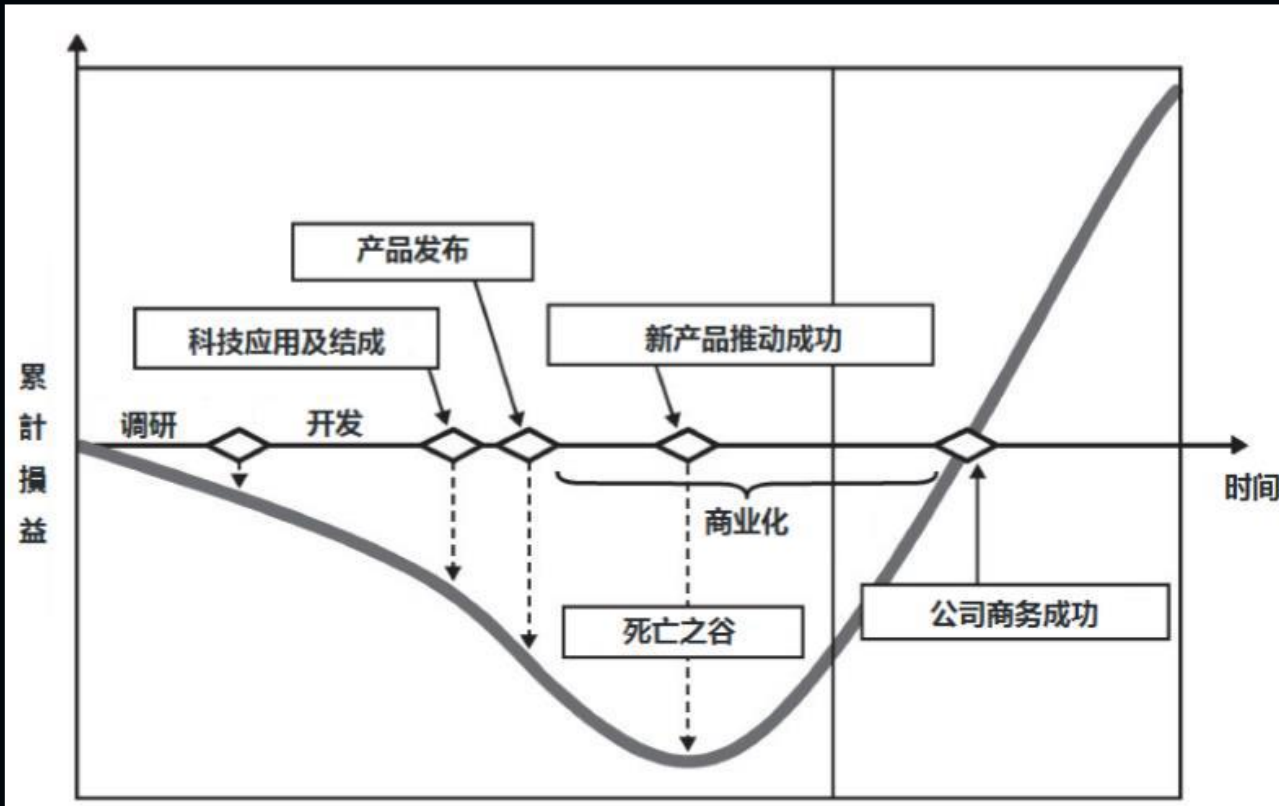 产品发布
科技应用及结成
新产品推动成功
累
計
損
益
调研
开发
时间
商业化
死亡之谷
公司商务成功